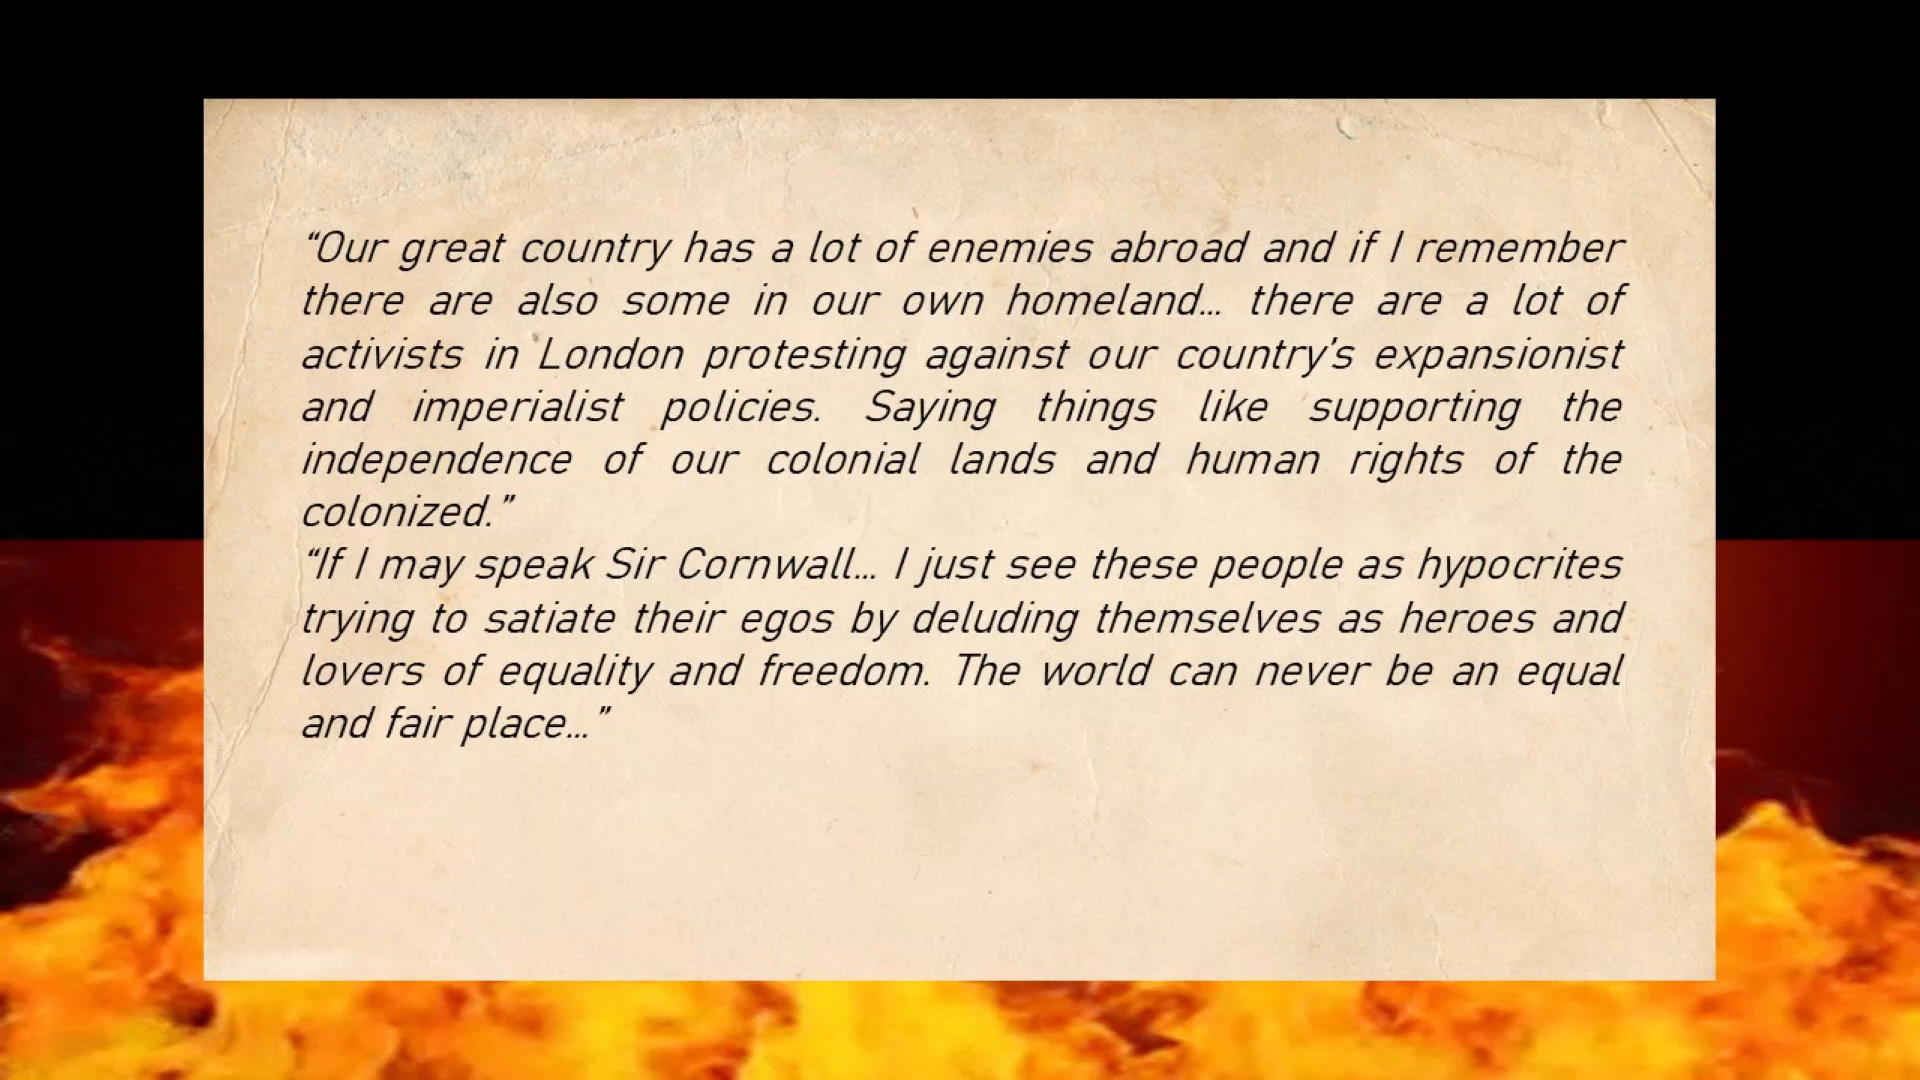 “Our great country has a lot of enemies abroad and if I remember
there are also some in our own homeland... there are a lot of
activists in London protesting against our country’s expansionist
and imperialist policies. Saying things like supporting the
independence of our colonial lands and human rights of the
colonized.”
“If I may speak Sir Cornwall... I just see these people as hypocrites
trying to satiate their egos by deluding themselves as heroes and
lovers of equality and freedom. The world can never be an equal
and fair place...”